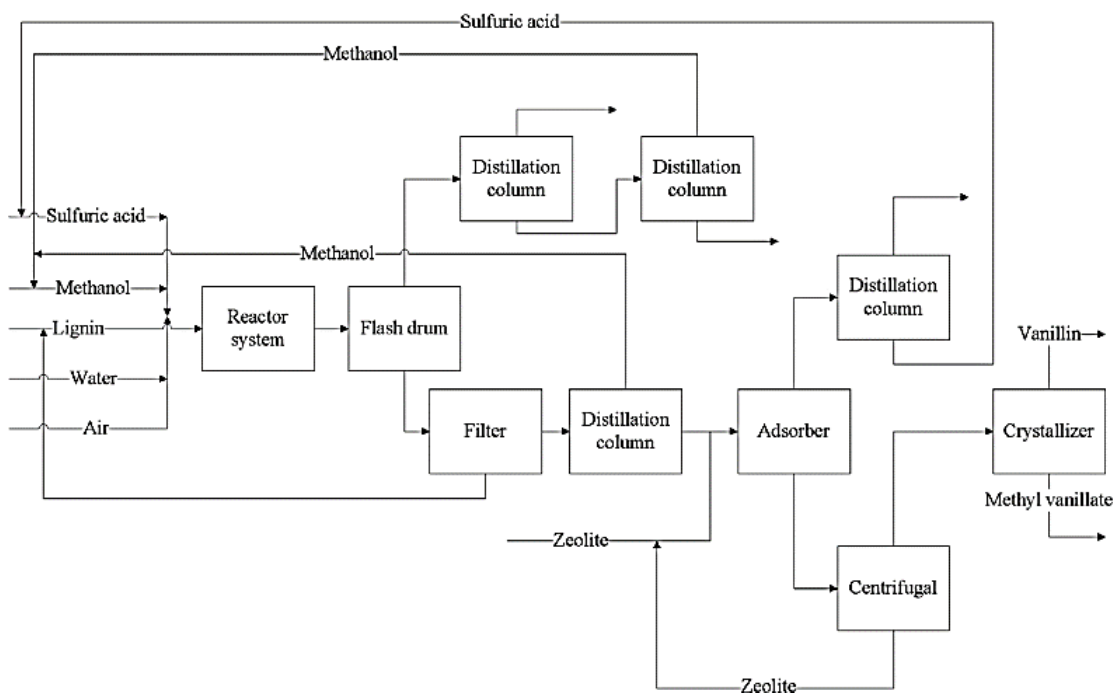 Sulfuric acid
Methanol
Distillation
column
Distillation
column
Sulfuric acid
Methanol
Distillation
column
Methanol
Lignin
Reactor
system
Flash drum
Vanillin
Water
Air
Filter
Distillation
column
Adsorber
Crystallizer
Methyl vanillate
Zeolite
Centrifugal
Zeolite